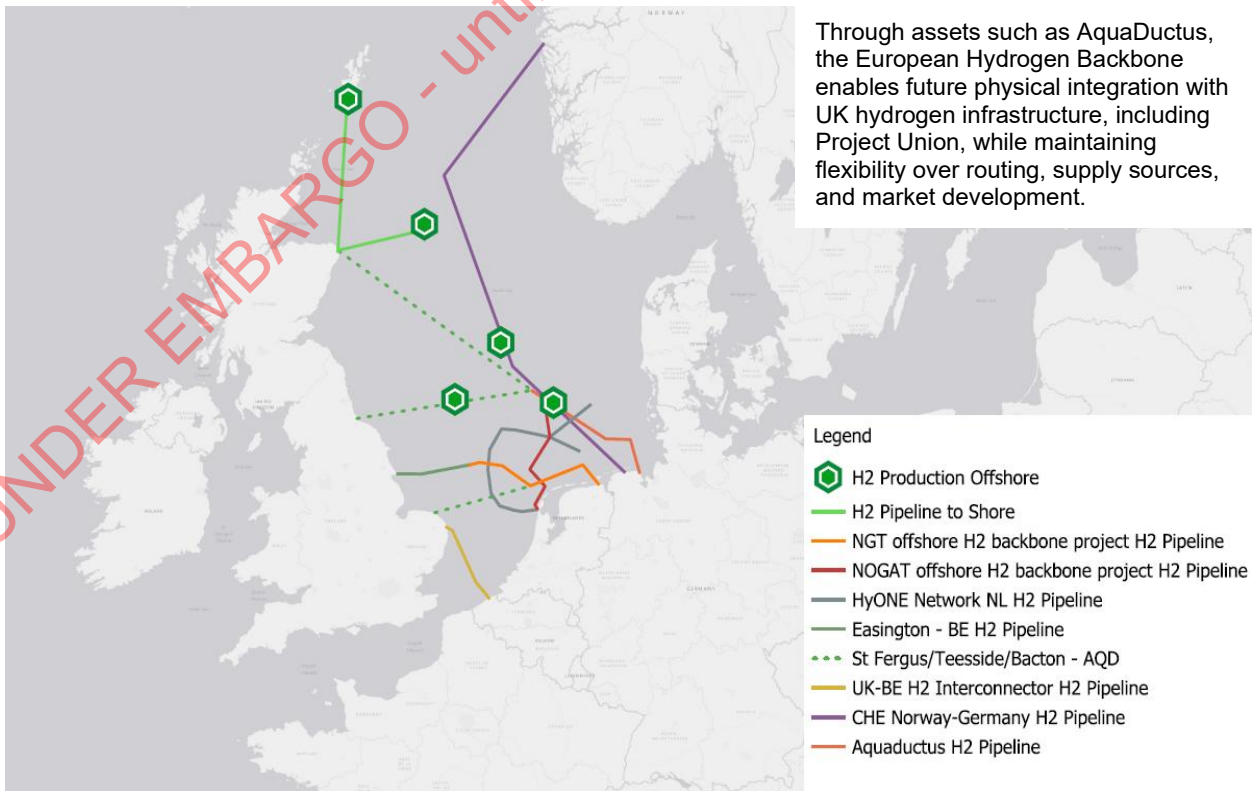 Through assets such as AquaDuctus,
the European Hydrogen Backbone
enables future physical integration with
UK hydrogen infrastructure, including
Project Union, while maintaining
flexibility over routing, supply sources,
and market development.
UNDER EMBARGO - until
NORWAY
IRELAND
GERMANY
Legend
H2 Production Offshore
H2 Pipeline to Shore
NGT offshore H2 backbone project H2 Pipeline
NOGAT offshore H2 backbone project H2 Pipeline
HyONE Network NL H2 Pipeline
Easington - BE H2 Pipeline
St Fergus/Teesside/Bacton - AQD
UK-BE H2 Interconnector H2 Pipeline
CHE Norway-Germany H2 Pipeline
Aquaductus H2 Pipeline